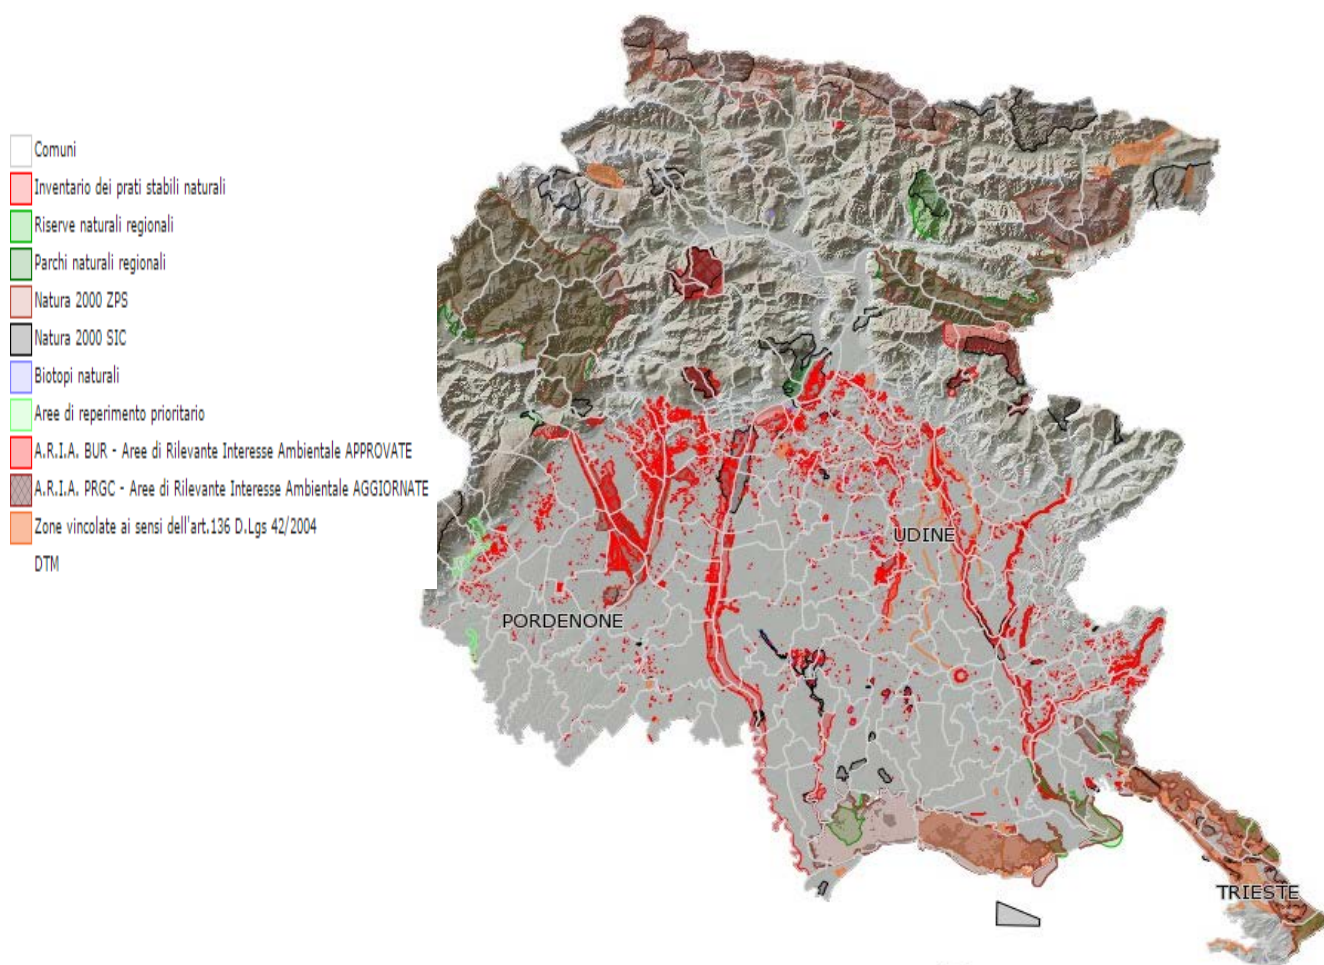 Comuni
Inventario dei prati stabili naturali
Riserve naturali regionali
Parchi naturali regionali
Natura 2000 ZPS
Natura 2000 SIC
Biotopi naturali
Aree di reperimento prioritario
A.R.I.A. BUR - Aree di Rilevante Interesse Ambientale APPROVATE
A.R.I.A. PRGC - Aree di Rilevante Interesse Ambientale AGGIORNATE
Zone vincolate ai sensi dell'art.136 D.Lgs 42/2004
DTM
UDINE
PORDENONE
TRIESTE